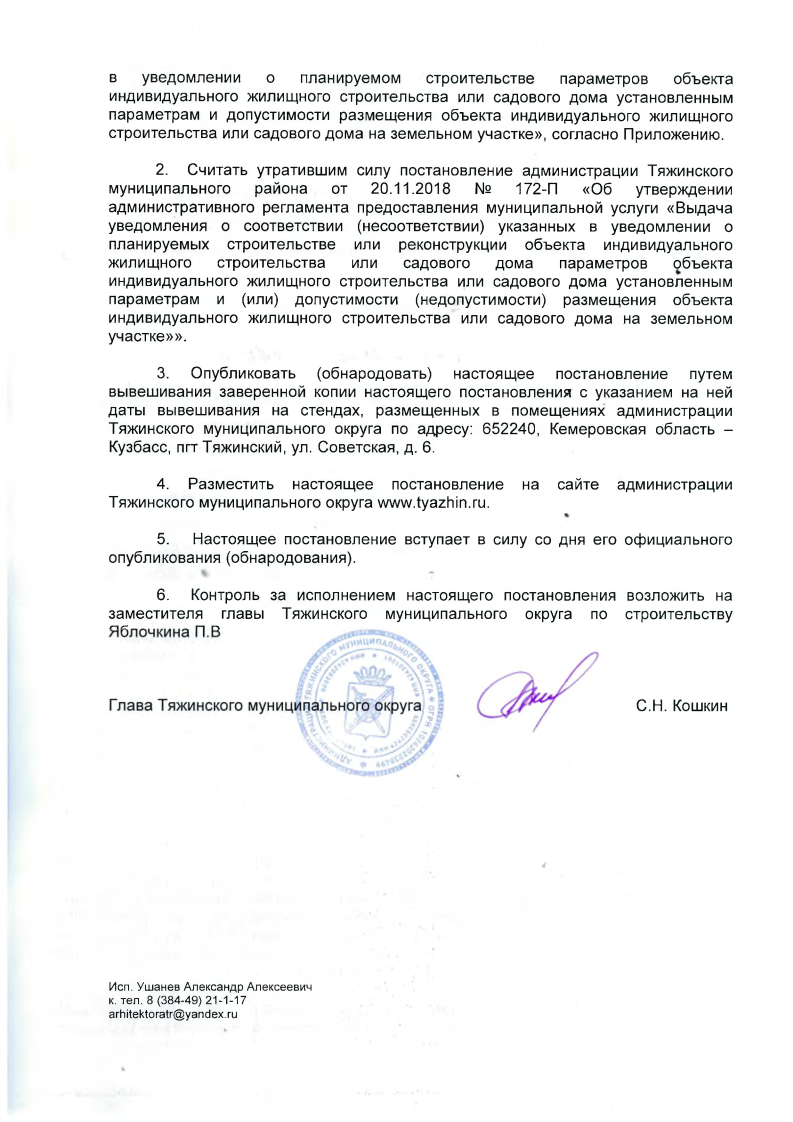 в уведомлении о планируемом строительстве параметров объекта
индивидуального жилищного строительства или садового дома установленным
параметрам и допустимости размещения объекта индивидуального жилищного
строительства или садового дома на земельном участке», согласно Приложению.
2. Считать утратившим силу постановление администрации Тяжинского
муниципального района от 20.11.2018 № 172-П «Об утверждении
административного регламента предоставления муниципальной услуги «Выдача
уведомления о соответствии (несоответствии) указанных в уведомлении о
планируемых строительстве или реконструкции объекта индивидуального
жилищного строительства или садового дома параметров объекта
индивидуального жилищного строительства или садового дома установленным
параметрам и (или) допустимости (недопустимости) размещения объекта
индивидуального жилищного строительства или садового дома на земельном
участке»».
3. Опубликовать (обнародовать) настоящее постановление путем
вывешивания заверенной копии настоящего постановления с указанием на ней
даты вывешивания на стендах, размещенных в помещениях администрации
Тяжинского муниципального округа по адресу: 652240, Кемеровская область –
Кузбасс, пгт Тяжинский, ул. Советская, д. 6.
4. Разместить настоящее постановление на сайте администрации
Тяжинского муниципального округа www.tyazhin.ru.
5. Настоящее постановление вступает в силу со дня его официального
опубликования (обнародования).
6. Контроль за исполнением настоящего постановления возложить на
заместителя главы Тяжинского муниципального округа по строительству
Яблочкина П.В
Глава Тяжинского муниципального округа С.Н. Кошкин
АДМИНИСТРАЦИЯ ТЯЖИНСКОГО МУНИЦИПАЛЬНОГО ОКРУГА ОГРН
Исп. Ушанев Александр Алексеевич
к. тел. 8 (384-49) 21-1-17
arhitektoratr@yandex.ru